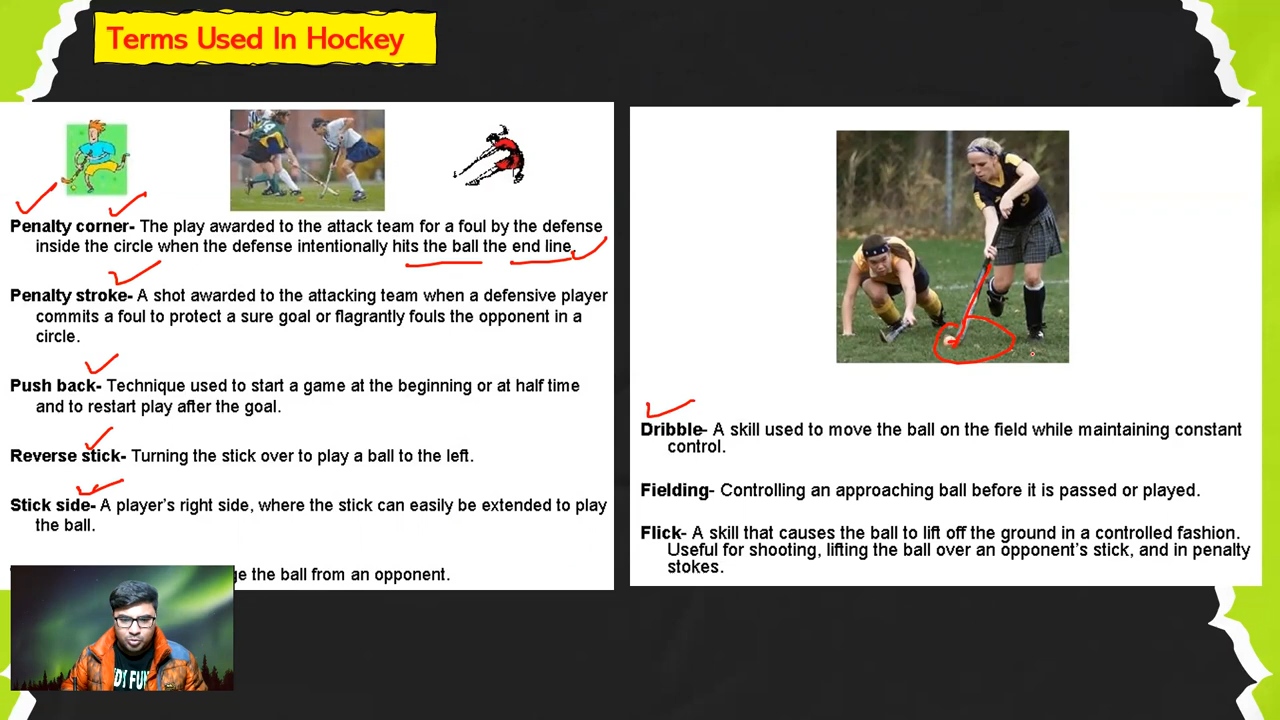 Terms Used In Hockey
Penalty corner- The play awarded to the attack team for a foul by the defense
inside the circle when the defense intentionally hits the ball the end line.
Penalty stroke- A shot awarded to the attacking team when a defensive player
commits a foul to protect a sure goal or flagrantly fouls the opponent in a
circle.
Push back- Technique used to start a game at the beginning or at half time
and to restart play after the goal.
Reverse stick- Turning the stick over to play a ball to the left.
Stick side- A player's right side, where the stick can easily be extended to play
the ball.
the ball from an opponent.
Dribble- A skill used to move the ball on the field while maintaining constant
control.
Fielding- Controlling an approaching ball before it is passed or played.
Flick- A skill that causes the ball to lift off the ground in a controlled fashion.
Useful for shooting, lifting the ball over an opponent's stick, and in penalty
stokes.